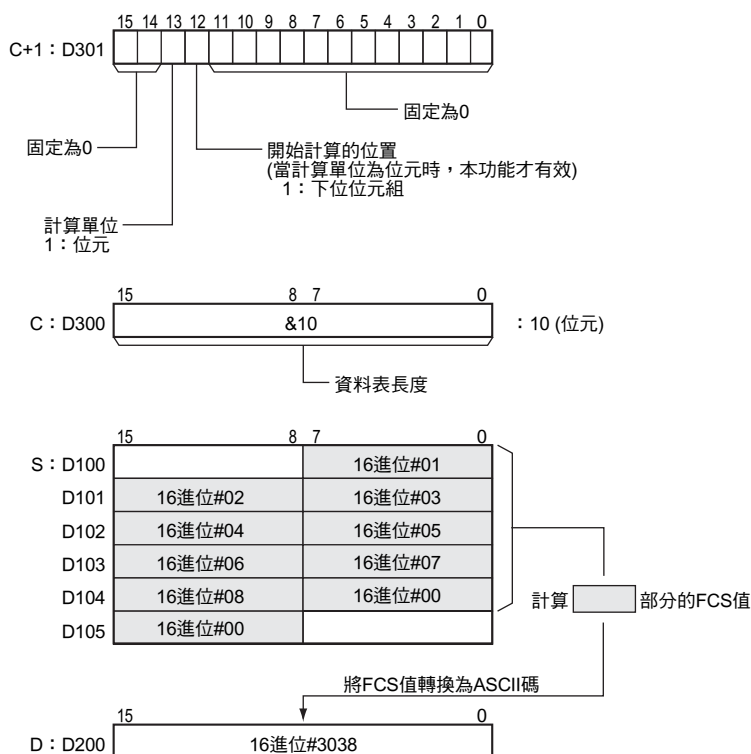 15 14 13 12 11 10 9 8 7 6 5 4 3 2 1 0
C+1：D301
固定為0
固定為0
開始計算的位置
(當計算單位為位元時，本功能才有效)
1：下位位元組
計算單位
1：位元
15 8 7 0
C：D300 &10 ：10 (位元)
資料表長度
15 8 7 0
S：D100 16進位#01
D101 16進位#02 16進位#03
D102 16進位#04 16進位#05
D103 16進位#06 16進位#07
D104 16進位#08 16進位#00
計算 部分的FCS值
D105 16進位#00
將FCS值轉換為ASCII碼
15 0
D：D200 16進位#3038